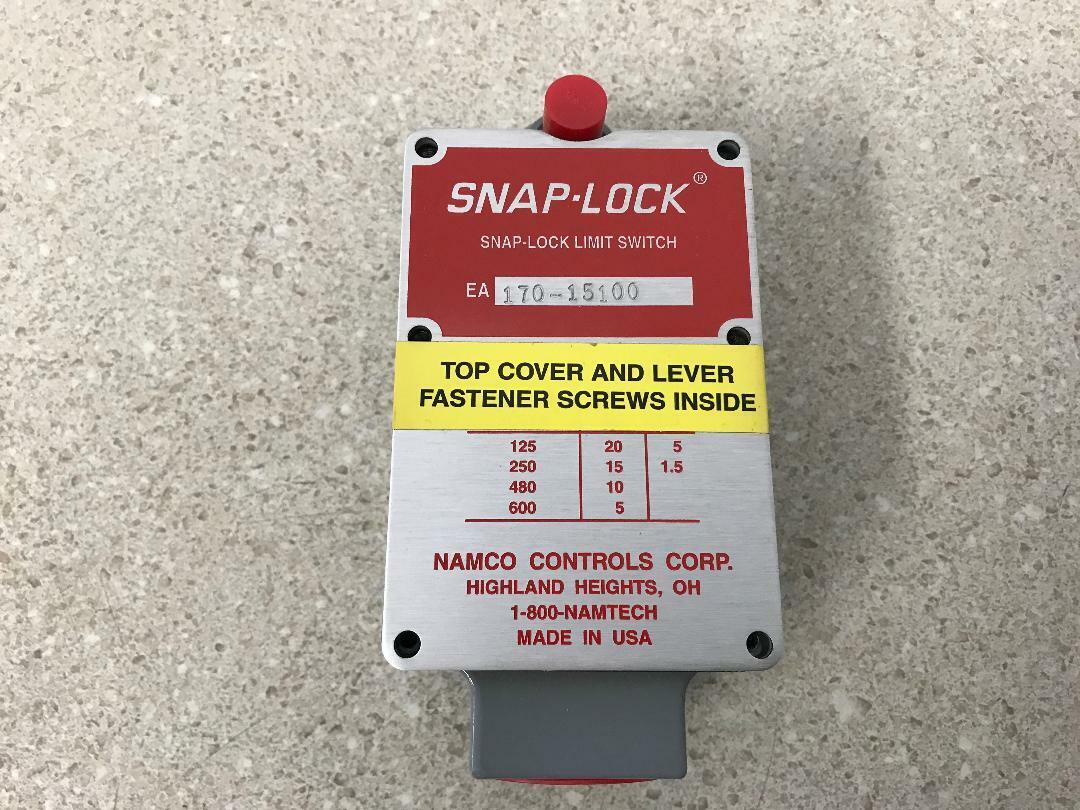 SNAP·LOCK®
SNAP-LOCK LIMIT SWITCH
EA 170-15100
TOP COVER AND LEVER
FASTENER SCREWS INSIDE
125 20 5
250 15 1.5
480 10
600 5
NAMCO CONTROLS CORP.
HIGHLAND HEIGHTS, OH
1-800-NAMTECH
MADE IN USA